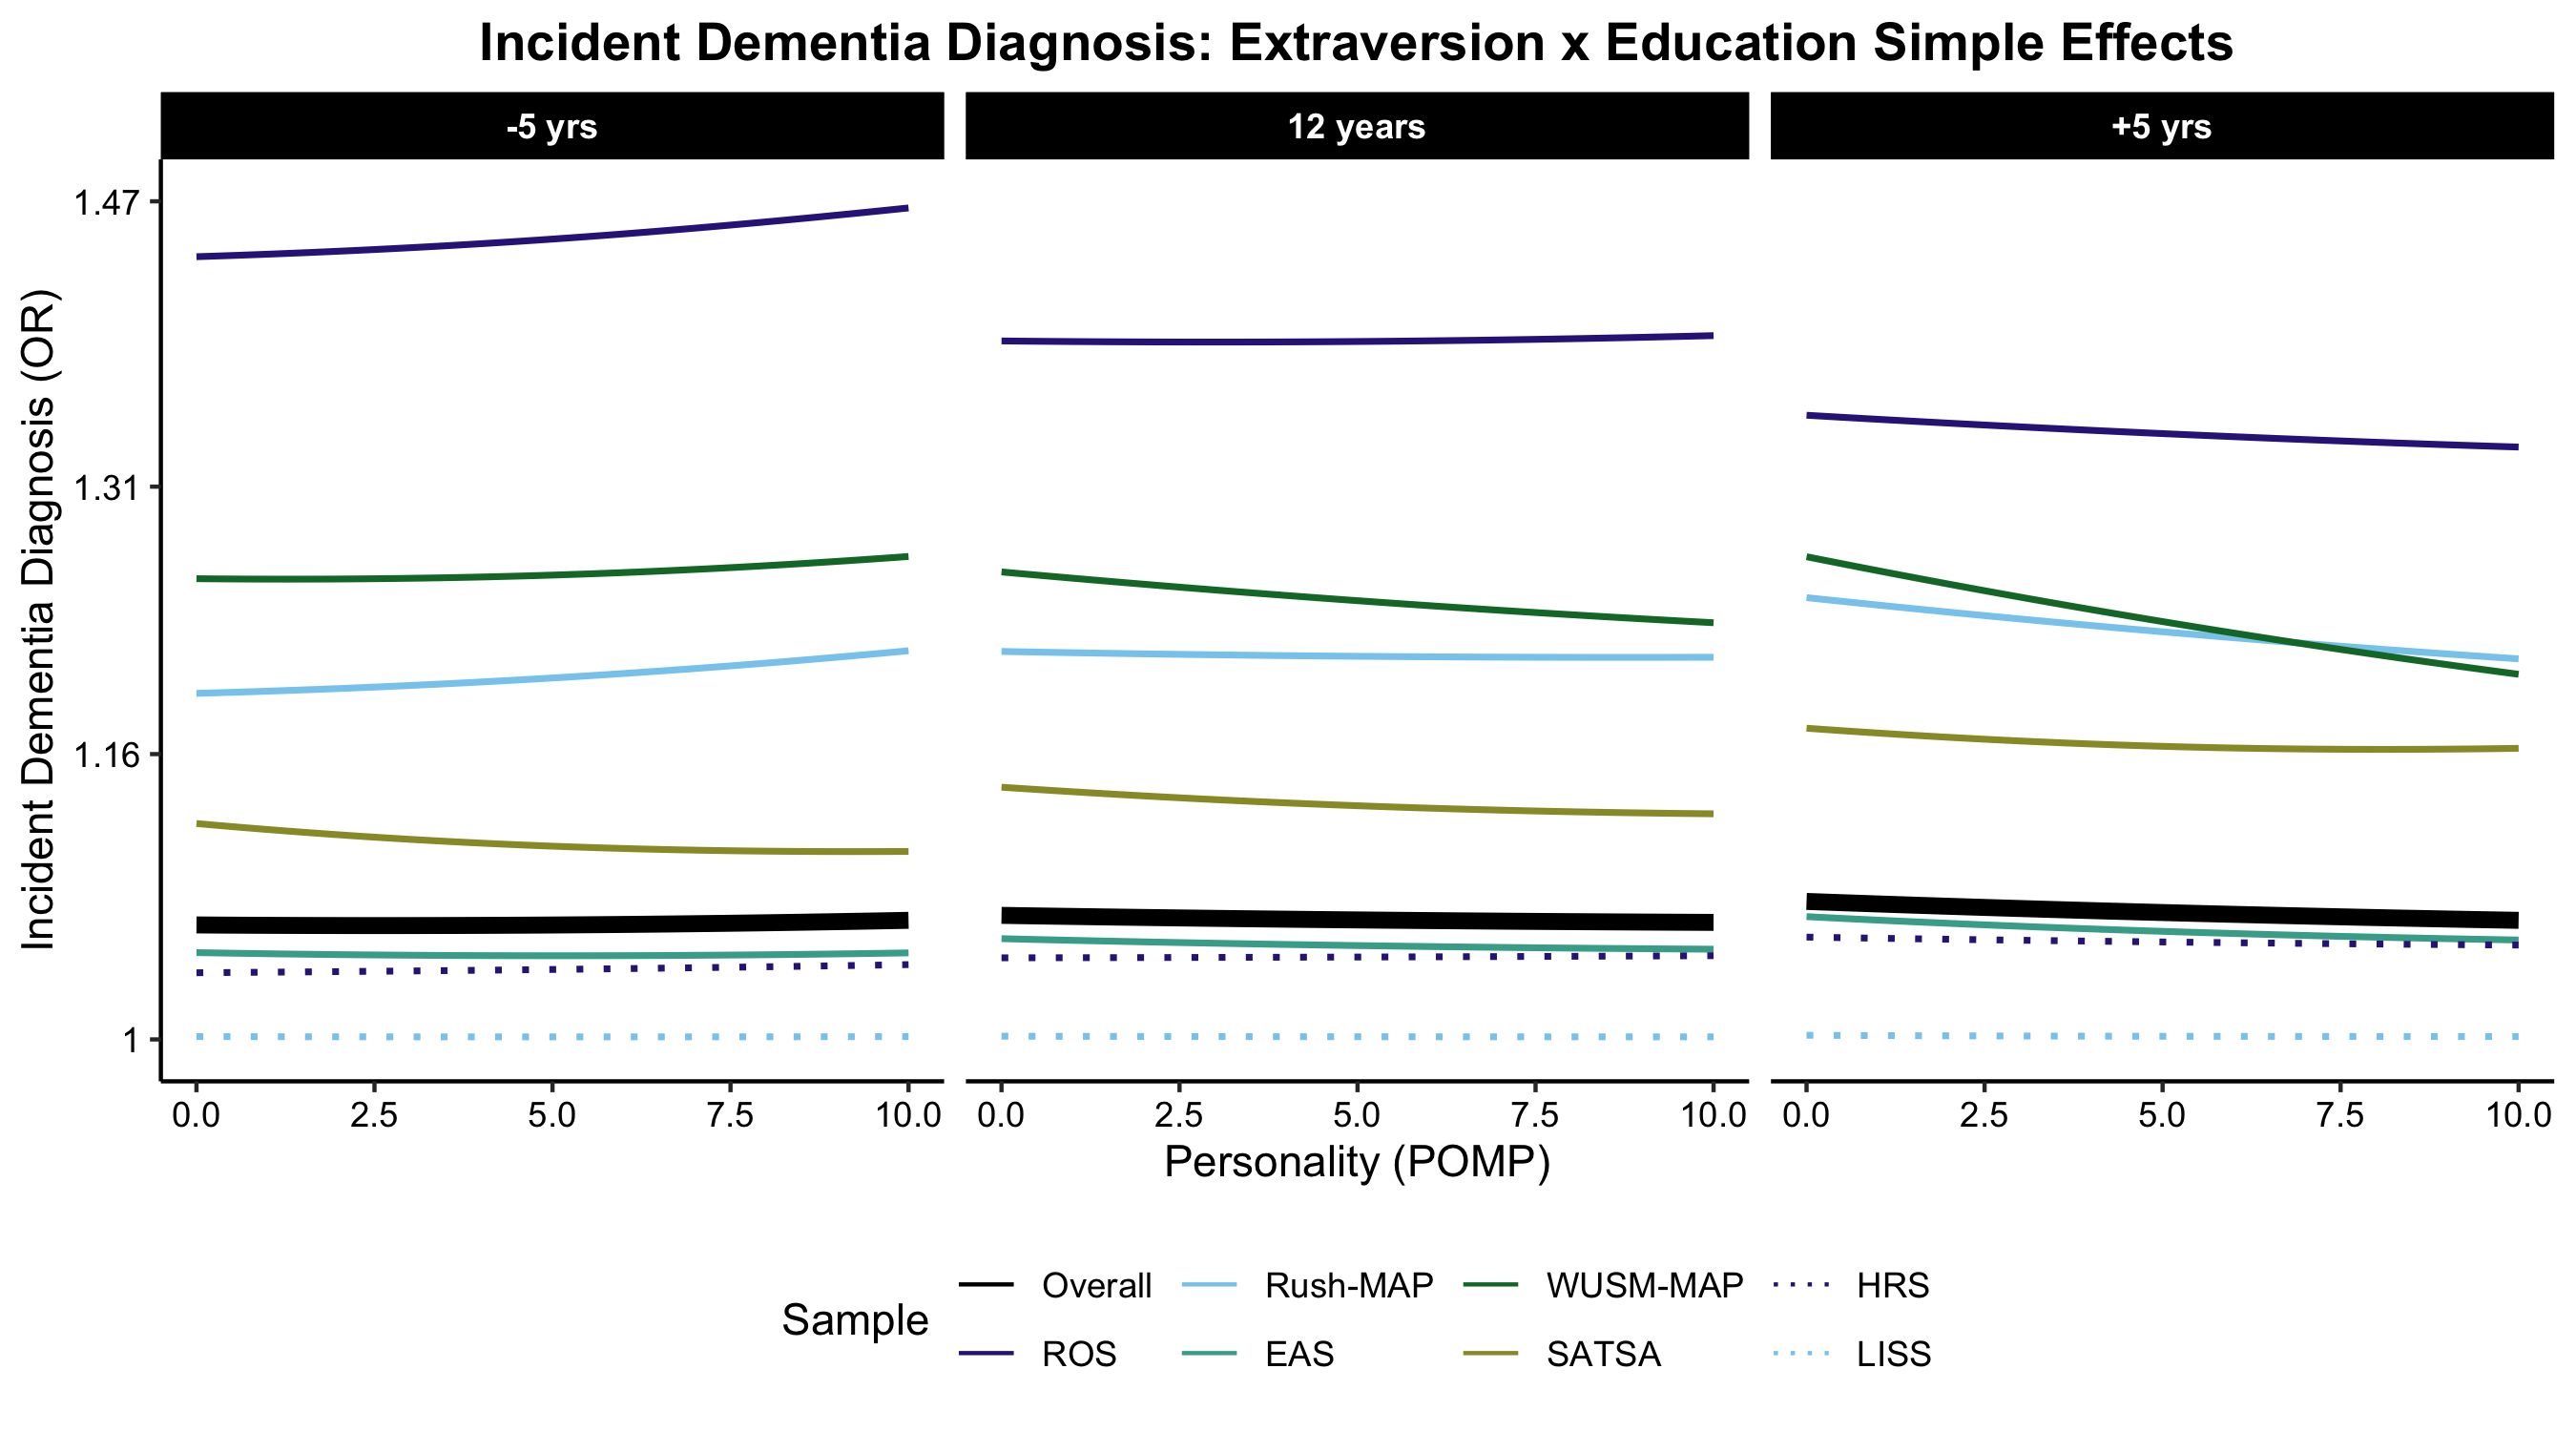 Incident Dementia Diagnosis: Extraversion x Education Simple Effects
-5 yrs 12 years +5 yrs
Incident Dementia Diagnosis (OR)
1.47
1.31
1.16
1
0.0 2.5 5.0 7.5 10.0 0.0 2.5 5.0 7.5 10.0 0.0 2.5 5.0 7.5 10.0
Personality (POMP)
Sample
Overall Rush-MAP WUSM-MAP HRS
ROS EAS SATSA LISS